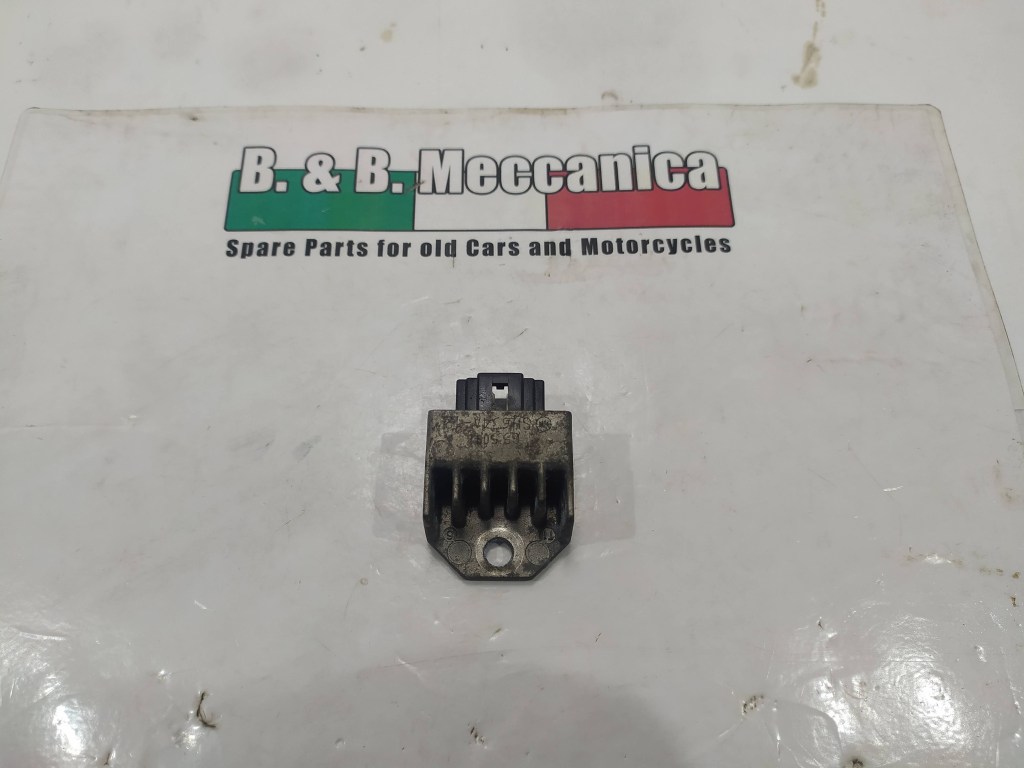 B. & B. Meccanica
Spare Parts for old Cars and Motorcycles